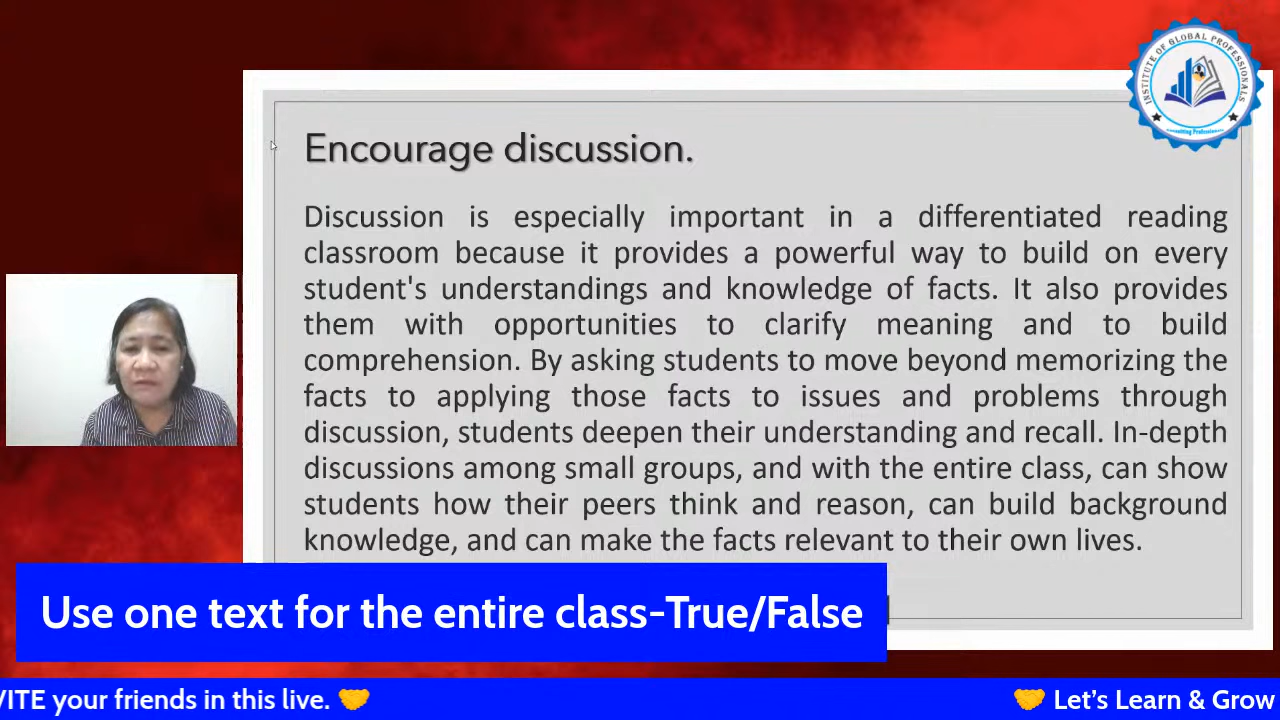 INSTITUTE OF GLOBAL PROFESSIONALS
Consulting Professionals
Encourage discussion.
Discussion is especially important in a differentiated reading
classroom because it provides a powerful way to build on every
student's understandings and knowledge of facts. It also provides
them with opportunities to clarify meaning and to build
comprehension. By asking students to move beyond memorizing the
facts to applying those facts to issues and problems through
discussion, students deepen their understanding and recall. In-depth
discussions among small groups, and with the entire class, can show
students how their peers think and reason, can build background
knowledge, and can make the facts relevant to their own lives.
Use one text for the entire class-True/False
VITE your friends in this live. 🤝
🤝 Let's Learn & Grow